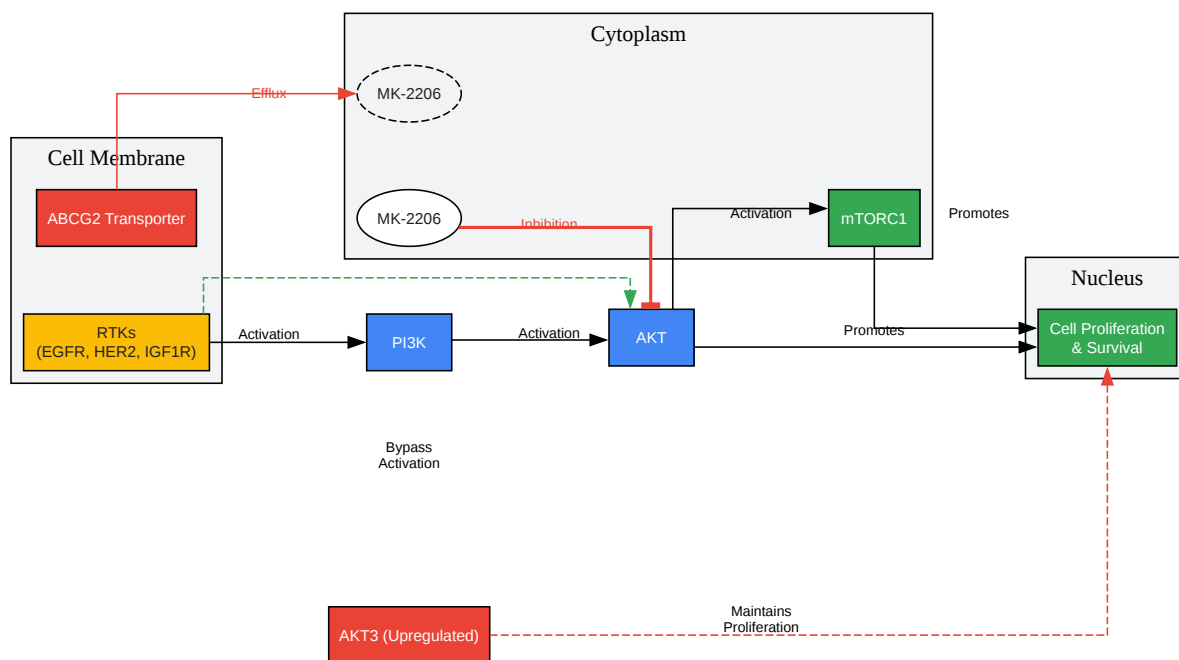 Cytoplasm
MK-2206
Efflux
Cell Membrane
ABCG2 Transporter
MK-2206
Inhibition
Activation
mTORC1
Promotes
Nucleus
RTKs
(EGFR, HER2, IGF1R)
Activation
PI3K
Activation
AKT
Promotes
Cell Proliferation
& Survival
Bypass
Activation
AKT3 (Upregulated)
Maintains
Proliferation